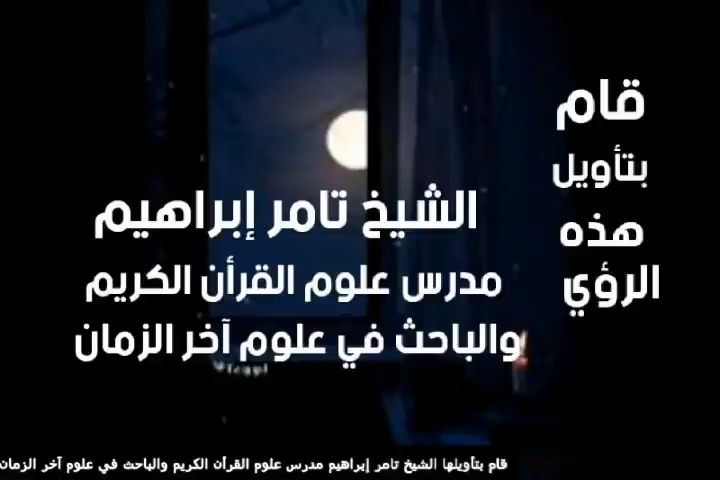 قام
بتأويل
هذه
الرؤي
الشيخ تامر إبراهيم
مدرس علوم القرأن الكريم
والباحث في علوم آخر الزمان
قام بتأويلها الشيخ تامر إبراهيم مدرس علوم القرأن الكريم والباحث في علوم آخر الزمان